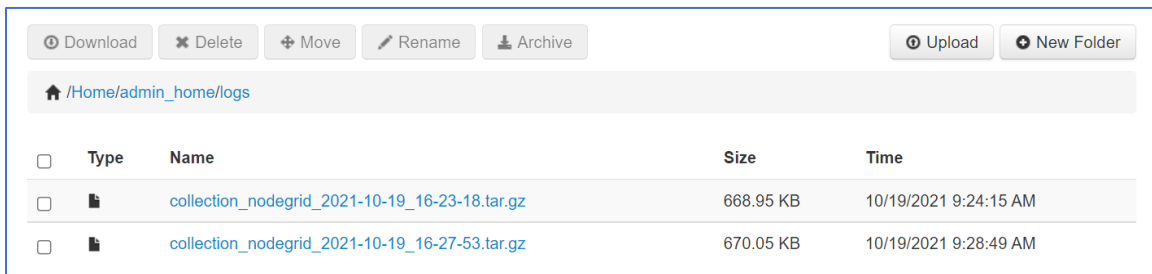 Download Delete Move Rename Archive Upload New Folder
/Home/admin_home/logs
Type Name Size Time
collection_nodegrid_2021-10-19_16-23-18.tar.gz 668.95 KB 10/19/2021 9:24:15 AM
collection_nodegrid_2021-10-19_16-27-53.tar.gz 670.05 KB 10/19/2021 9:28:49 AM